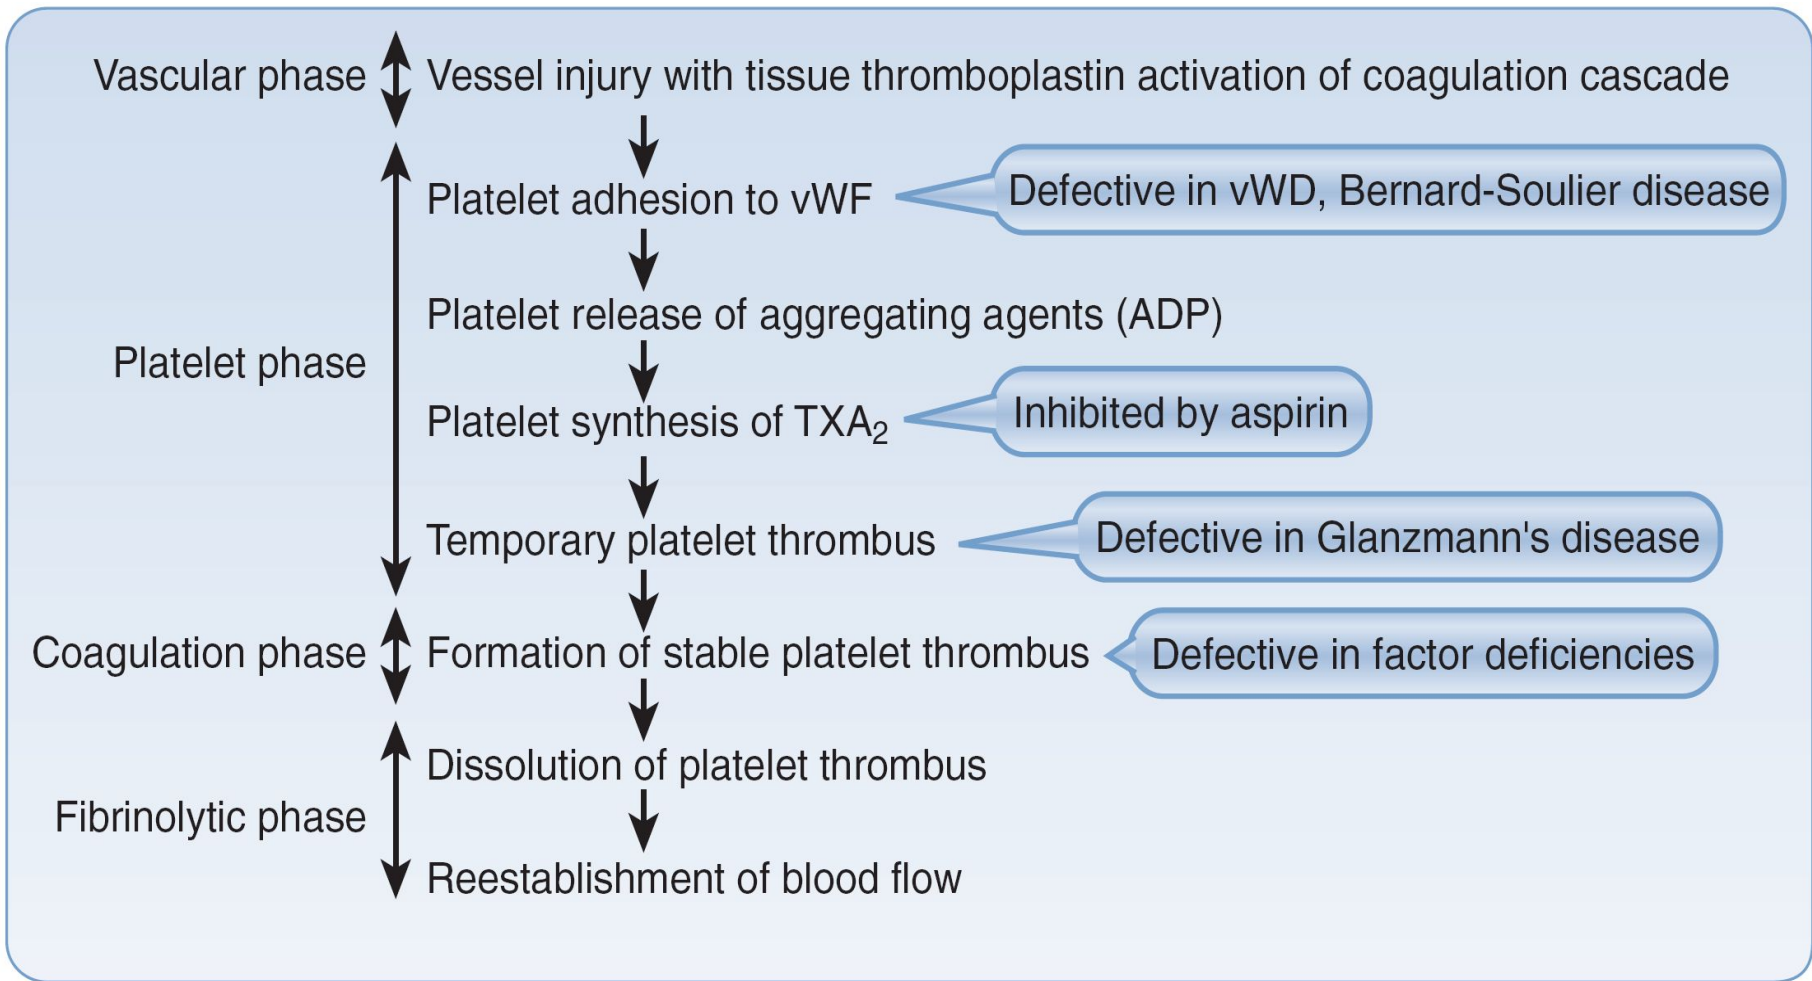 Vascular phase
Vessel injury with tissue thromboplastin activation of coagulation cascade
Platelet adhesion to vWF
Defective in vWD, Bernard-Soulier disease
Platelet release of aggregating agents (ADP)
Platelet phase
Platelet synthesis of TXA₂
Inhibited by aspirin
Temporary platelet thrombus
Defective in Glanzmann's disease
Coagulation phase
Formation of stable platelet thrombus
Defective in factor deficiencies
Dissolution of platelet thrombus
Fibrinolytic phase
Reestablishment of blood flow